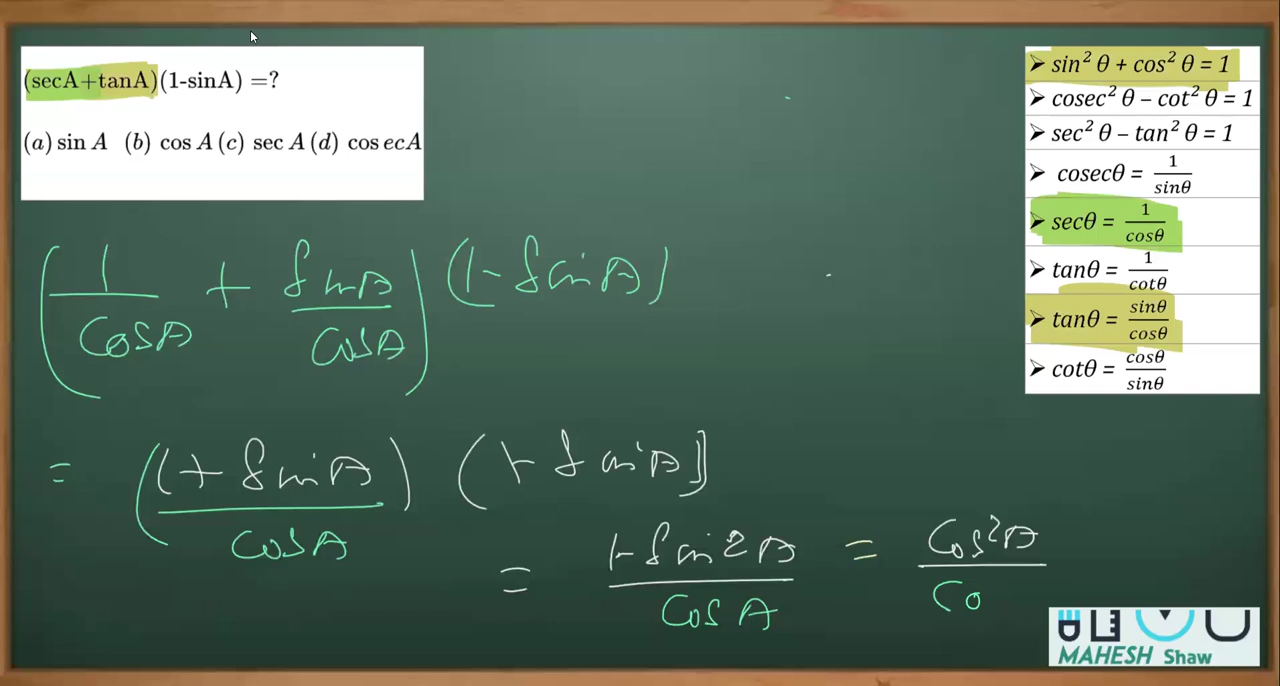 (secA+tanA)(1-sinA) =?
(a) sin A (b) cos A (c) sec A (d) cos ecA
➤ sin² θ + cos² θ = 1
➤ cosec² θ – cot² θ = 1
➤ sec² θ – tan² θ = 1
➤ cosecθ = 1/sinθ
➤ secθ = 1/cosθ
➤ tanθ = 1/cotθ
➤ tanθ = sinθ/cosθ
➤ cotθ = cosθ/sinθ
(1/CosA + sinA/CosA) (1-sinA)
= ((1+sinA)/CosA) (1-sinA)
= 1-sin²A/CosA = Cos²A/Co
MAHESH Shaw